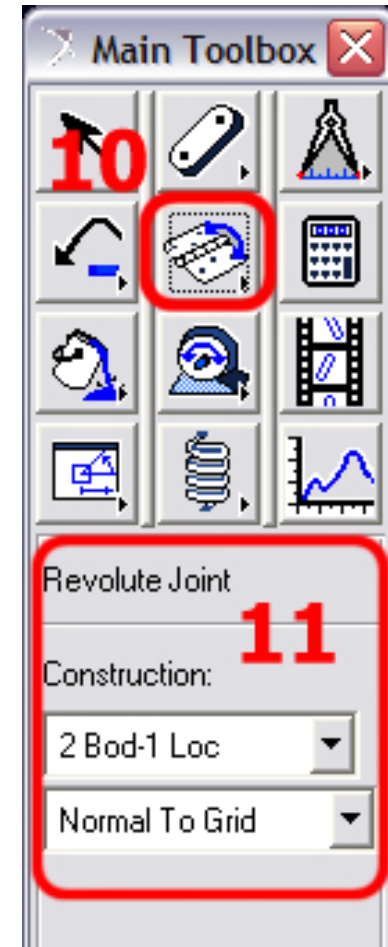 Main Toolbox
10
Revolute Joint
11
Construction:
2 Bod-1 Loc
Normal To Grid